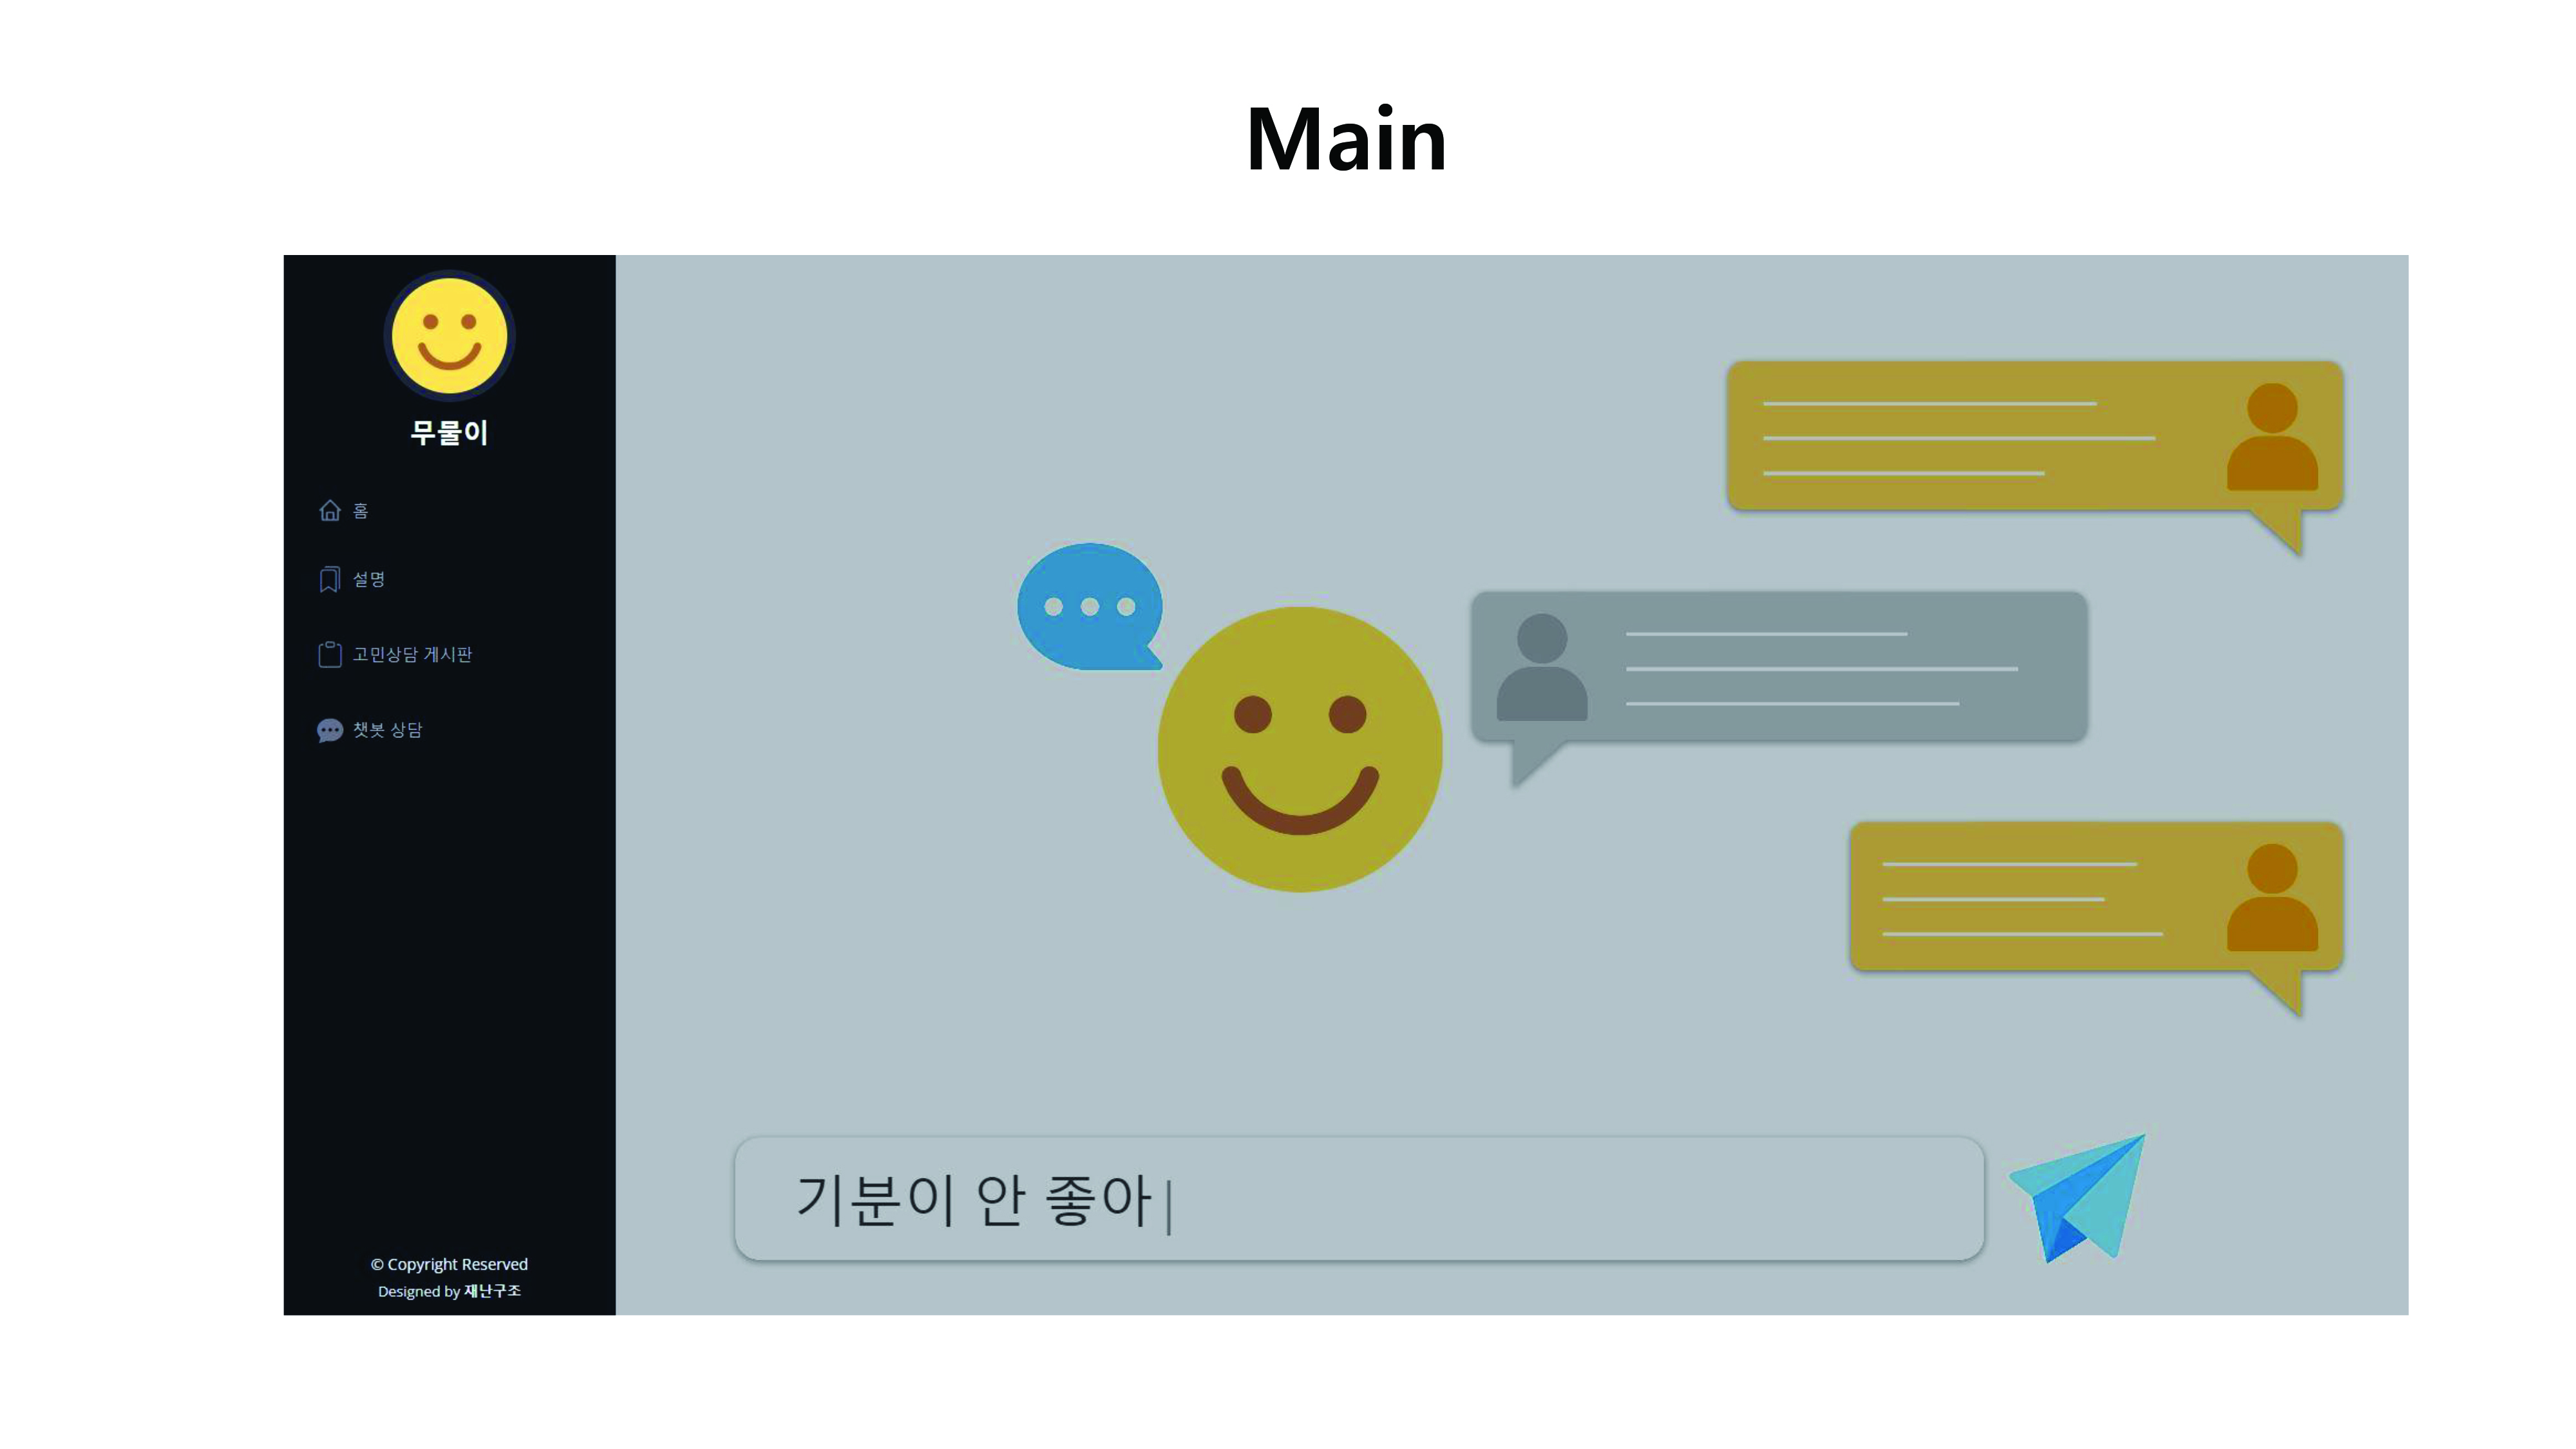 Main
무물이
홈
설명
고민상담 게시판
챗봇 상담
기분이 안 좋아
© Copyright Reserved
Designed by 재난구조